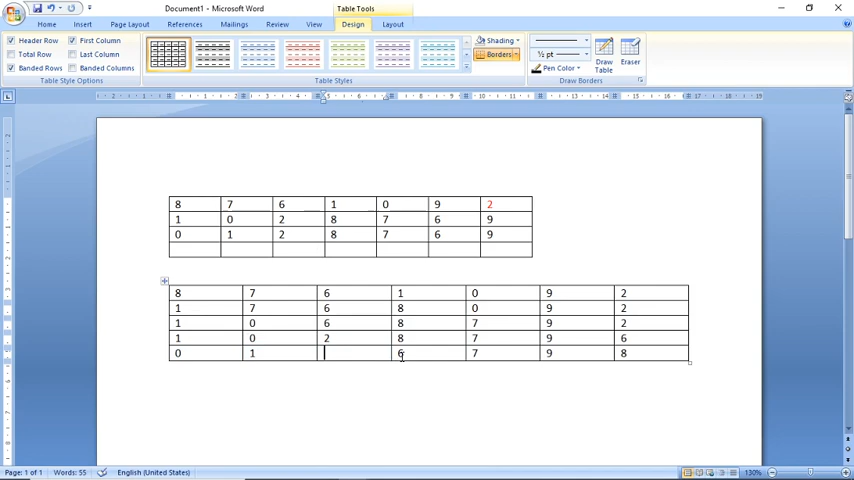 Document1 - Microsoft Word
Table Tools
Home Insert Page Layout References Mailings Review View Design Layout
Header Row First Column
Total Row Last Column
Banded Rows Banded Columns
Table Style Options
Table Styles
Shading
Borders
½ pt
Pen Color
Draw Table
Eraser
Draw Borders
8 7 6 1 0 9 2
1 0 2 8 7 6 9
0 1 2 8 7 6 9
8 7 6 1 0 9 2
1 7 6 8 0 9 2
1 0 6 8 7 9 2
1 0 2 8 7 9 6
0 1 6 7 9 8
Page: 1 of 1 Words: 55 English (United States) 130%